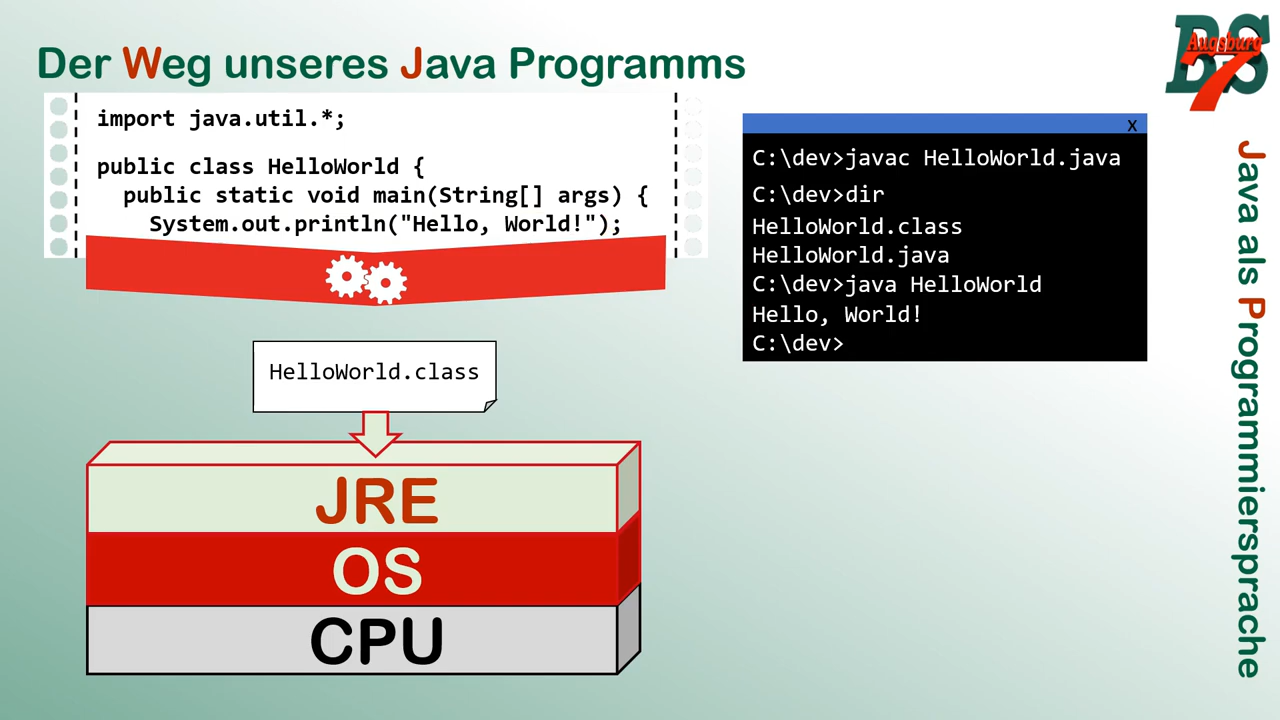 Der Weg unseres Java Programms
import java.util.*;
public class HelloWorld {
public static void main(String[] args) {
System.out.println("Hello, World!");
HelloWorld.class
JRE
OS
CPU
X
C:\dev>javac HelloWorld.java
C:\dev>dir
HelloWorld.class
HelloWorld.java
C:\dev>java HelloWorld
Hello, World!
C:\dev>
BS
Augsburg
7
Java als Programmiersprache